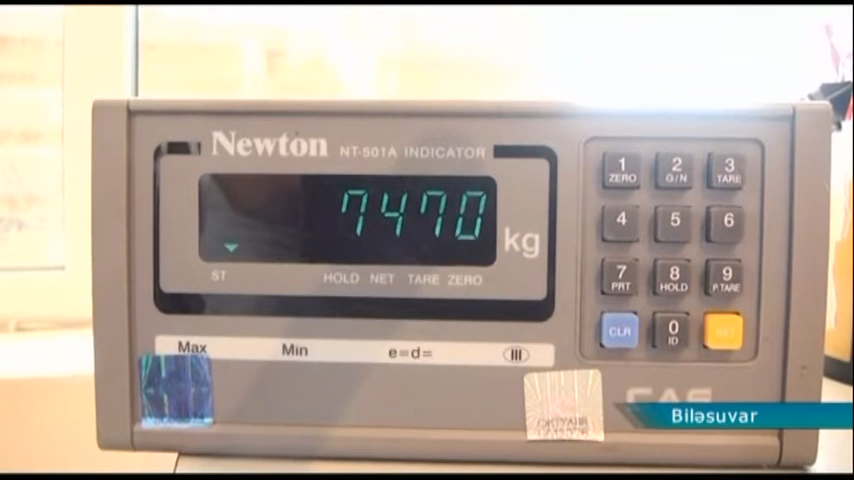 Newton NT-501A INDICATOR
7470 kg
ST HOLD NET TARE ZERO
Max Min e=d= III
1 ZERO 2 G/N 3 TARE
4 5 6
7 PRT 8 HOLD 9 P.TARE
CLR 0 ID
CAS
Biləsuvar